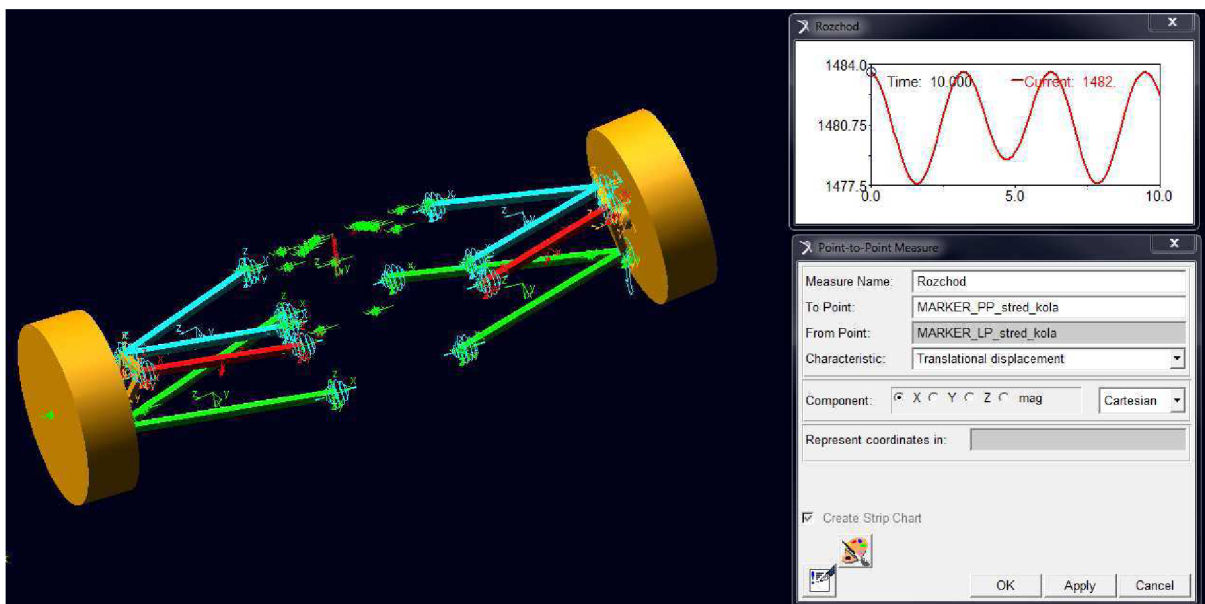 Rozchod
1484.0
Time: 10.000 Current: 1482.
1480.75
1477.5
0.0 5.0 10.0
Point-to-Point Measure
Measure Name: Rozchod
To Point: MARKER_PP_stred_kola
From Point: MARKER_LP_stred_kola
Characteristic: Translational displacement
Component: X Y Z mag Cartesian
Represent coordinates in:
Create Strip Chart
OK Apply Cancel